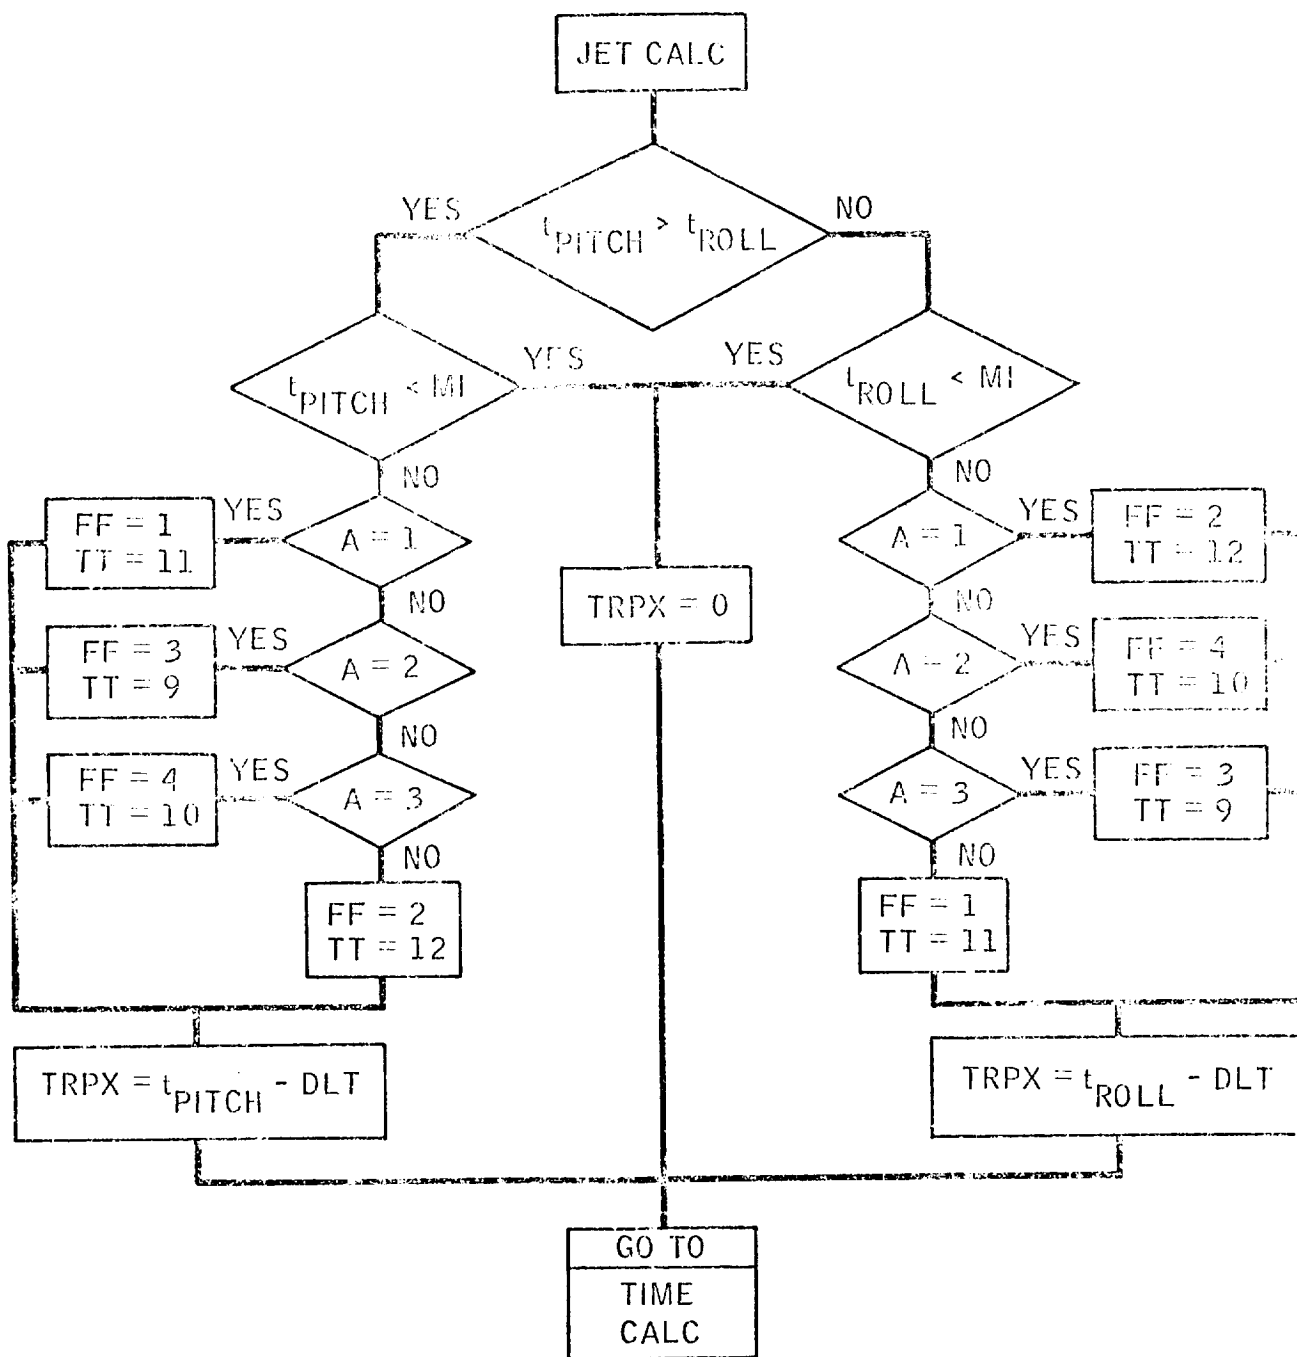 JET CALC
YES
NO
tPITCH > tROLL
YES
YES
tPITCH < MI
tROLL < MI
NO
NO
FF = 1
TT = 11
YES
A = 1
A = 1
YES
FF = 2
TT = 12
NO
TRPX = 0
NO
FF = 3
TT = 9
YES
A = 2
A = 2
YES
FF = 4
TT = 10
NO
NO
FF = 4
TT = 10
YES
A = 3
A = 3
YES
FF = 3
TT = 9
NO
NO
FF = 2
TT = 12
FF = 1
TT = 11
TRPX = tPITCH - DLT
TRPX = tROLL - DLT
GO TO
TIME
CALC